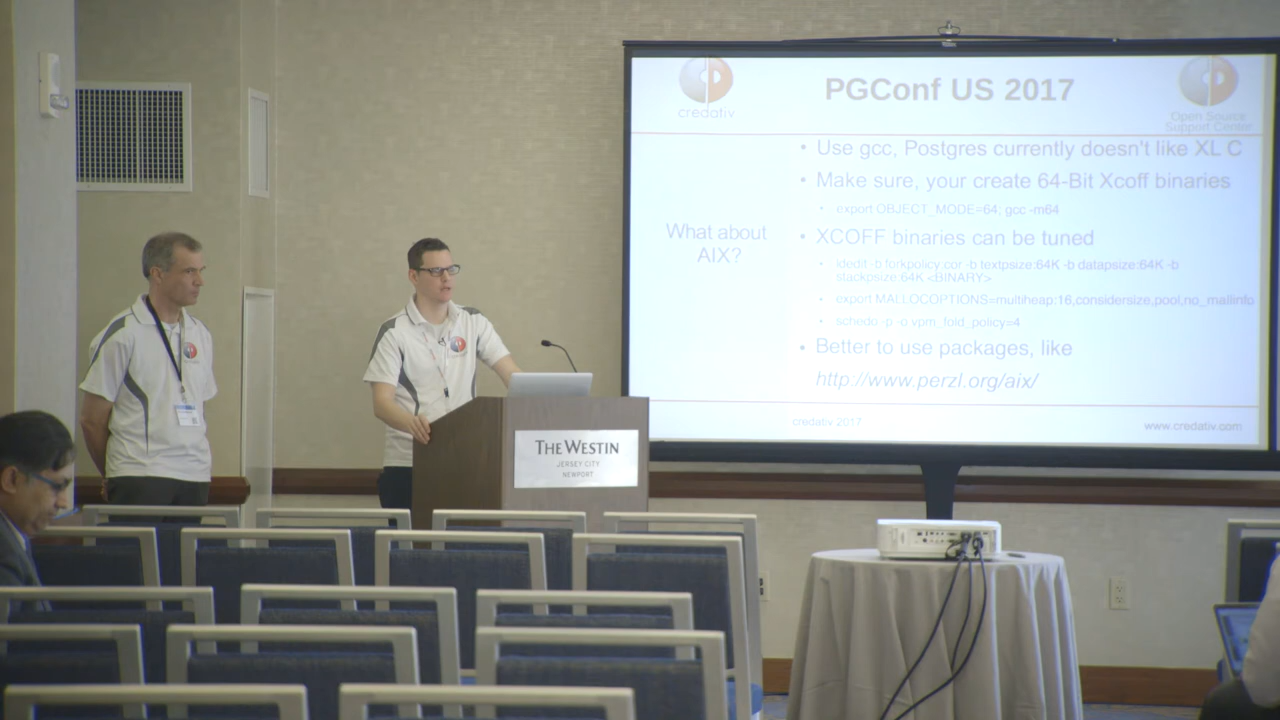 credativ
PGConf US 2017
Open Source
Support Center
What about
AIX?
• Use gcc, Postgres currently doesn't like XL C
• Make sure, your create 64-Bit Xcoff binaries
• export OBJECT_MODE=64; gcc -m64
• XCOFF binaries can be tuned
• ldedit -b forkpolicy:cor -b textpsize:64K -b datapsize:64K -b
stackpsize:64K <BINARY>
• export MALLOCOPTIONS=multiheap:16,considersize,pool,no_mallinfo
• schedo -p -o vpm_fold_policy=4
• Better to use packages, like
http://www.perzl.org/aix/
credativ 2017
www.credativ.com
THE WESTIN
JERSEY CITY
NEWPORT